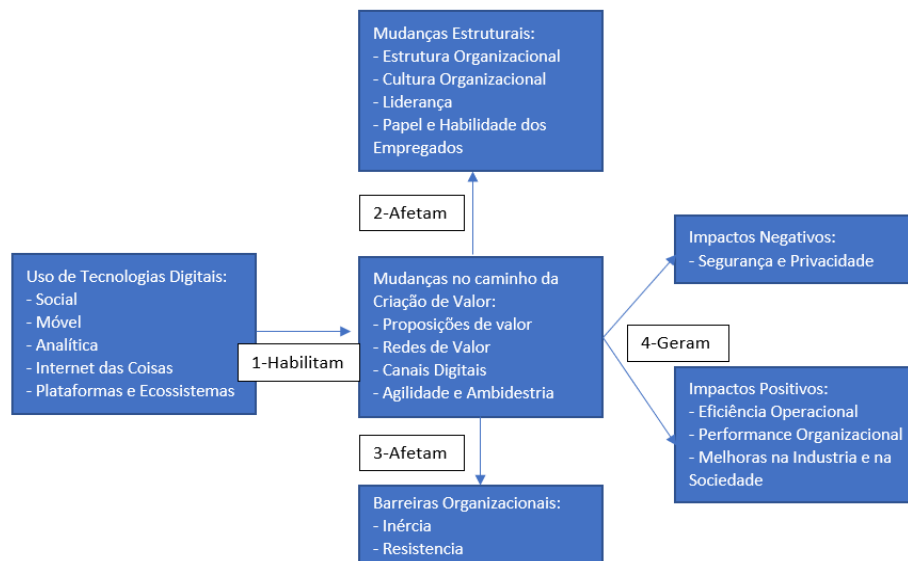 Mudanças Estruturais:
- Estrutura Organizacional
- Cultura Organizacional
- Liderança
- Papel e Habilidade dos
Empregados
2-Afetam
Uso de Tecnologias Digitais:
- Social
- Móvel
- Analítica
- Internet das Coisas
- Plataformas e Ecossistemas
1-Habilitam
Mudanças no caminho da
Criação de Valor:
- Proposições de valor
- Redes de Valor
- Canais Digitais
- Agilidade e Ambidestria
Impactos Negativos:
- Segurança e Privacidade
4-Geram
Impactos Positivos:
- Eficiência Operacional
- Performance Organizacional
- Melhoras na Industria e na
Sociedade
3-Afetam
Barreiras Organizacionais:
- Inércia
- Resistencia